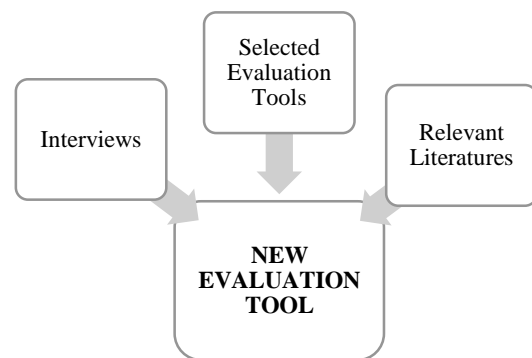 Selected
Evaluation
Tools
Interviews
Relevant
Literatures
NEW
EVALUATION
TOOL